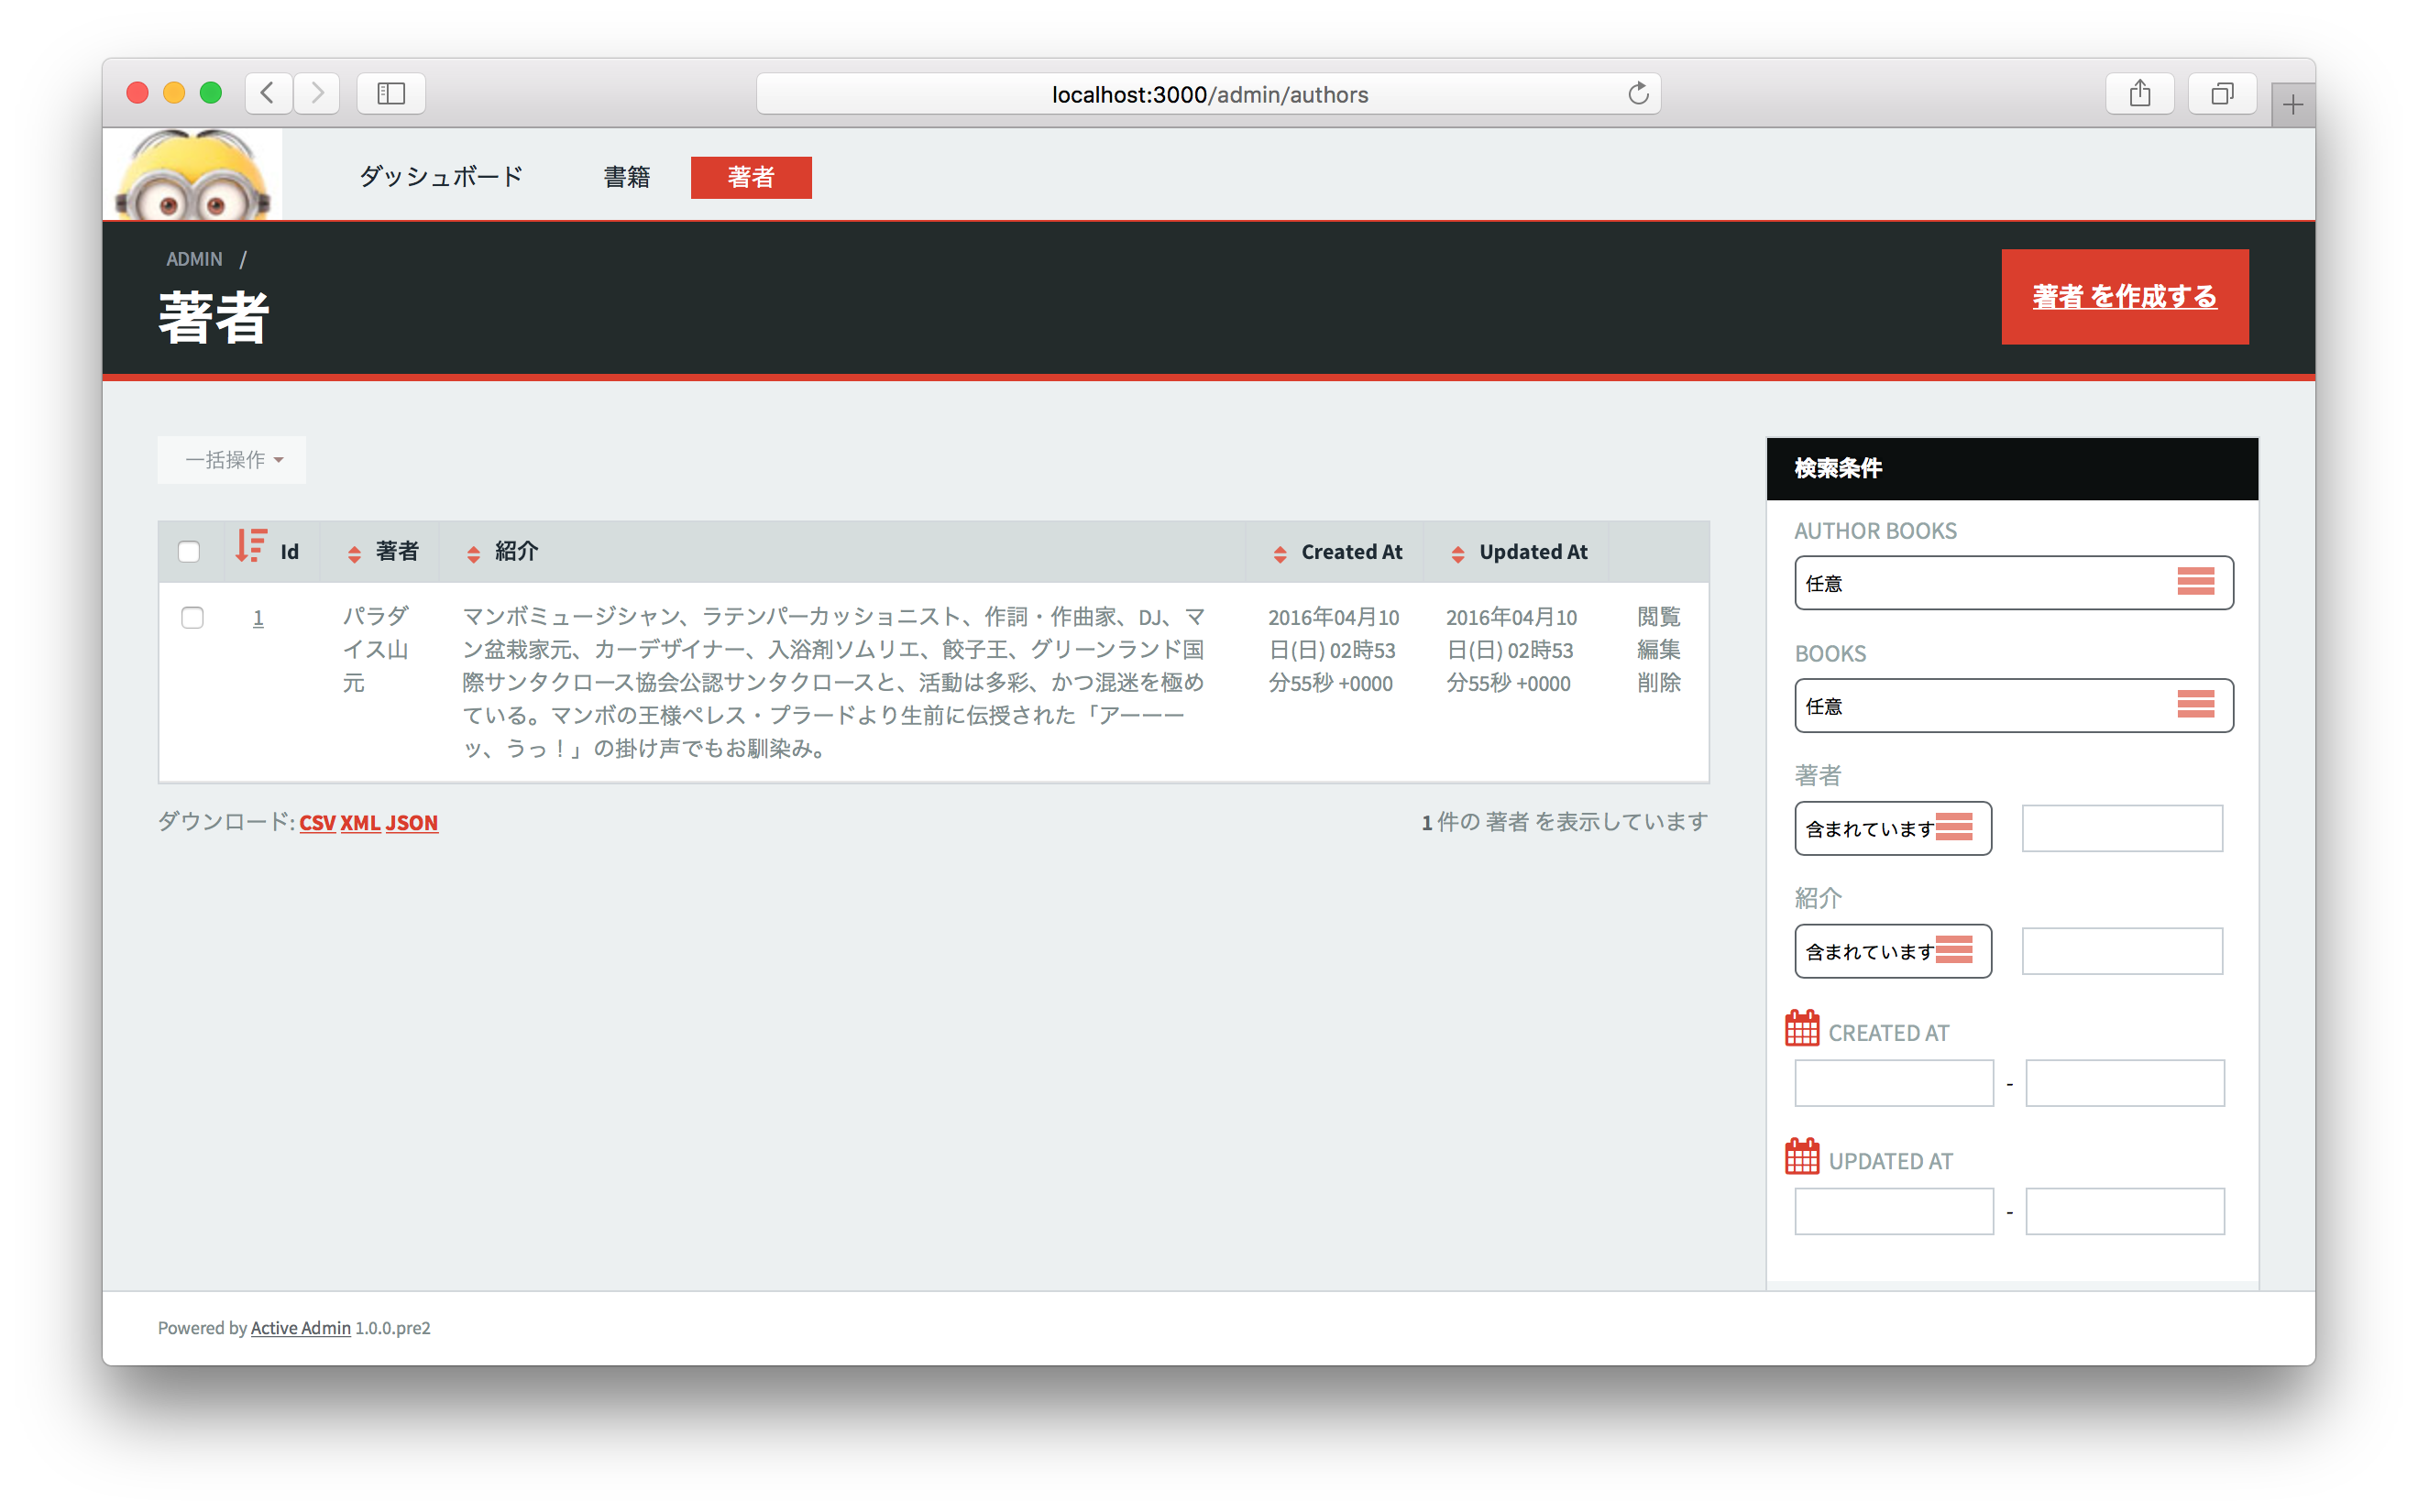 localhost:3000/admin/authors
ダッシュボード 書籍 著者
ADMIN /
著者
著者 を作成する
一括操作
Id 著者 紹介 Created At Updated At
1
パラダ
イス山
元
マンボミュージシャン、ラテンパーカッショニスト、作詞・作曲家、DJ、マ
ン盆栽家元、カーデザイナー、入浴剤ソムリエ、餃子王、グリーンランド国
際サンタクロース協会公認サンタクロースと、活動は多彩、かつ混迷を極め
ている。マンボの王様ペレス・プラードより生前に伝授された「アーーー
ッ、うっ！」の掛け声でもお馴染み。
2016年04月10
日(日) 02時53
分55秒 +0000
2016年04月10
日(日) 02時53
分55秒 +0000
閲覧
編集
削除
ダウンロード: CSV XML JSON
1 件の 著者 を表示しています
検索条件
AUTHOR BOOKS
任意
BOOKS
任意
著者
含まれています
紹介
含まれています
CREATED AT
-
UPDATED AT
-
Powered by Active Admin 1.0.0.pre2